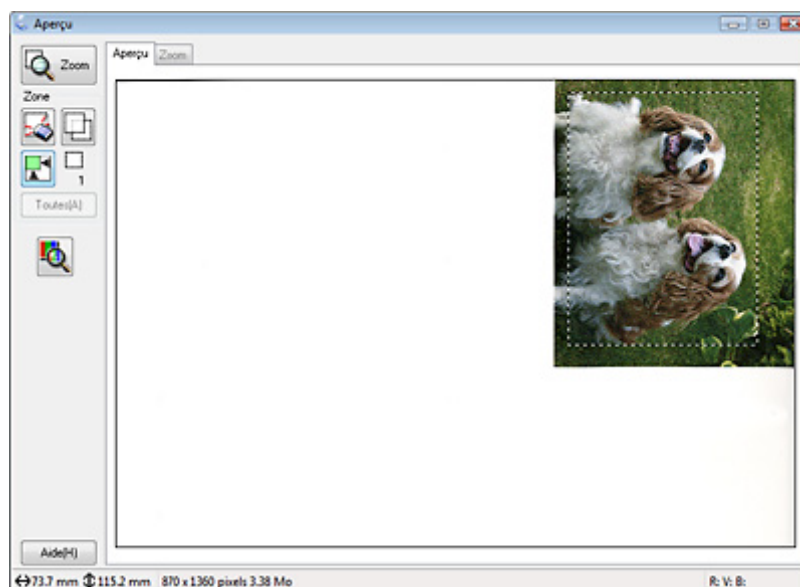 Aperçu
Aperçu Zoom
Zoom
Zone
1
Toutes(A)
Aide(H)
73.7 mm 115.2 mm 870 x 1360 pixels 3.38 Mo R: V: B: